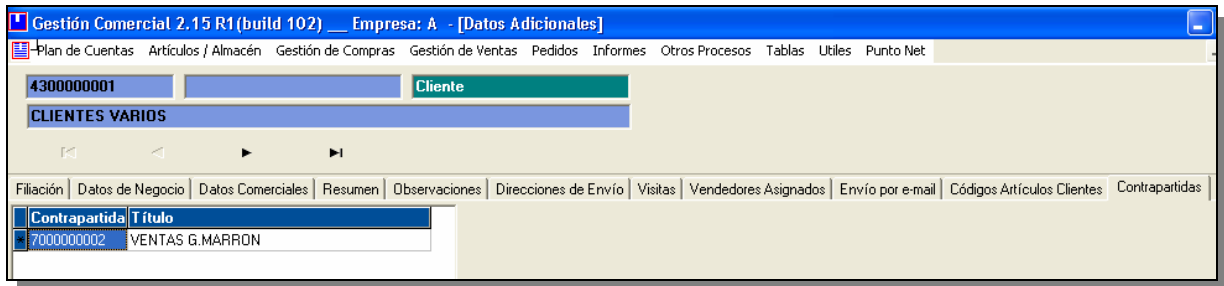 Gestión Comercial 2.15 R1(build 102) __ Empresa: A - [Datos Adicionales]
Plan de Cuentas Artículos / Almacén Gestión de Compras Gestión de Ventas Pedidos Informes Otros Procesos Tablas Utiles Punto Net
4300000001 Cliente
CLIENTES VARIOS
Filiación Datos de Negocio Datos Comerciales Resumen Observaciones Direcciones de Envío Visitas Vendedores Asignados Envío por e-mail Códigos Artículos Clientes Contrapartidas
Contrapartida Título
7000000002 VENTAS G.MARRON